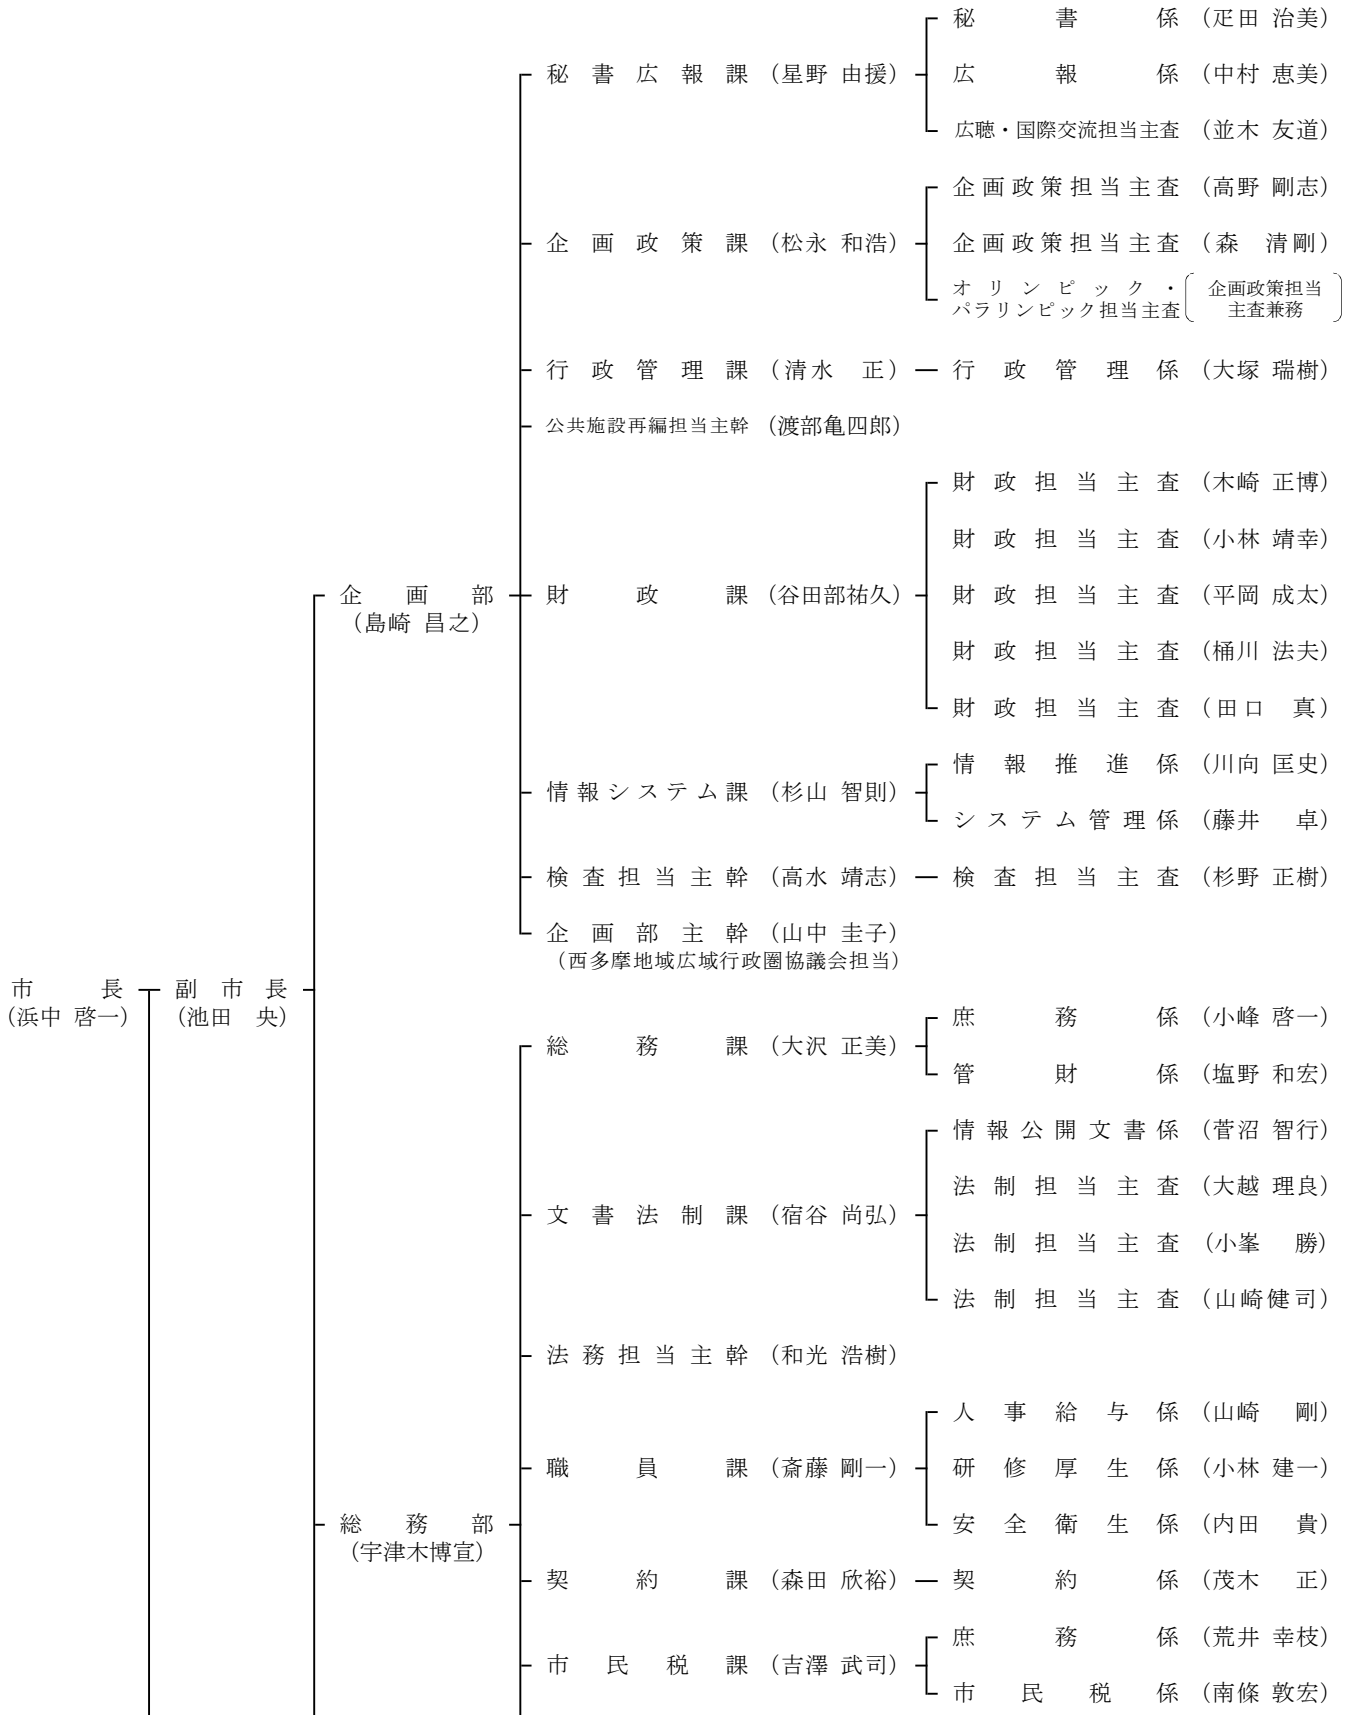 秘書係（疋田 治美）
秘書広報課（星野 由援）　広報係（中村 恵美）
広聴・国際交流担当主査（並木 友道）
企画政策担当主査（高野 剛志）
企画政策課（松永 和浩）　企画政策担当主査（森　清剛）
オリンピック・
パラリンピック担当主査
企画政策担当
主査兼務
行政管理課（清水　正）　行政管理係（大塚 瑞樹）
公共施設再編担当主幹（渡部亀四郎）
財政担当主査（木崎 正博）
財政担当主査（小林 靖幸）
企画部　財政課（谷田部祐久）　財政担当主査（平岡 成太）
（島崎 昌之）
財政担当主査（桶川 法夫）
財政担当主査（田口　真）
情報推進係（川向 匡史）
情報システム課（杉山 智則）
システム管理係（藤井　卓）
検査担当主幹（高水 靖志）　検査担当主査（杉野 正樹）
企画部主幹（山中 圭子）
（西多摩地域広域行政圏協議会担当）
市長　副市長
（浜中 啓一）　（池田　央）
庶務係（小峰 啓一）
総務課（大沢 正美）
管財係（塩野 和宏）
情報公開文書係（菅沼 智行）
法制担当主査（大越 理良）
文書法制課（宿谷 尚弘）
法制担当主査（小峯　勝）
法制担当主査（山崎健司）
法務担当主幹（和光 浩樹）
人事給与係（山崎　剛）
職員課（斎藤 剛一）　研修厚生係（小林 建一）
総務部　安全衛生係（内田　貴）
（宇津木博宣）
契約課（森田 欣裕）　契約係（茂木　正）
庶務係（荒井 幸枝）
市民税課（吉澤 武司）
市民税係（南條 敦宏）